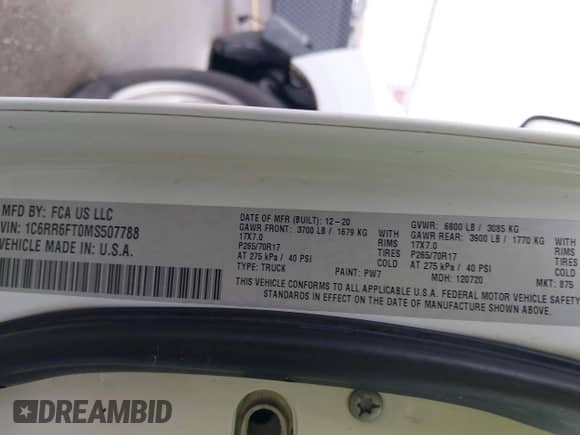 MFD BY: FCA US LLC
VIN: 1C6RR6FT0MS507788
VEHICLE MADE IN: U.S.A.
DATE OF MFR (BUILT): 12-20
GAWR FRONT: 3700 LB / 1679 KG WITH
17X7.0 RIMS
P265/70R17 TIRES
AT 275 kPa / 40 PSI COLD
TYPE: TRUCK PAINT: PW7
GVWR: 6800 LB / 3085 KG
GAWR REAR: 3900 LB / 1770 KG WITH
17X7.0 RIMS
P265/70R17 TIRES
AT 275 kPa / 40 PSI COLD
MDH: 120720 MKT: 875
THIS VEHICLE CONFORMS TO ALL APPLICABLE U.S.A. FEDERAL MOTOR VEHICLE SAFETY
STANDARDS IN EFFECT ON THE DATE OF MANUFACTURE SHOWN ABOVE.
DREAMBID